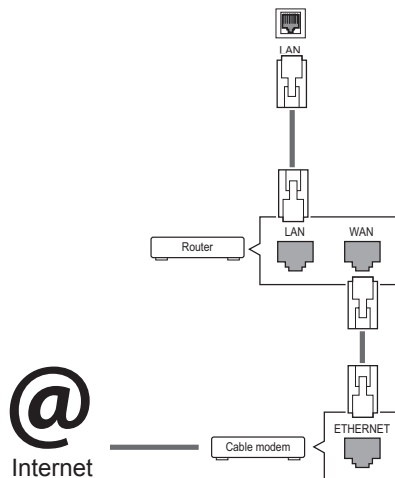 LAN
LAN
WAN
Router
ETHERNET
Cable modem
@
Internet